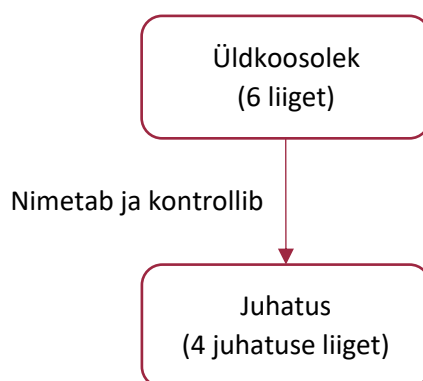 Üldkoosolek
(6 liiget)
Nimetab ja kontrollib
Juhatus
(4 juhatuse liiget)